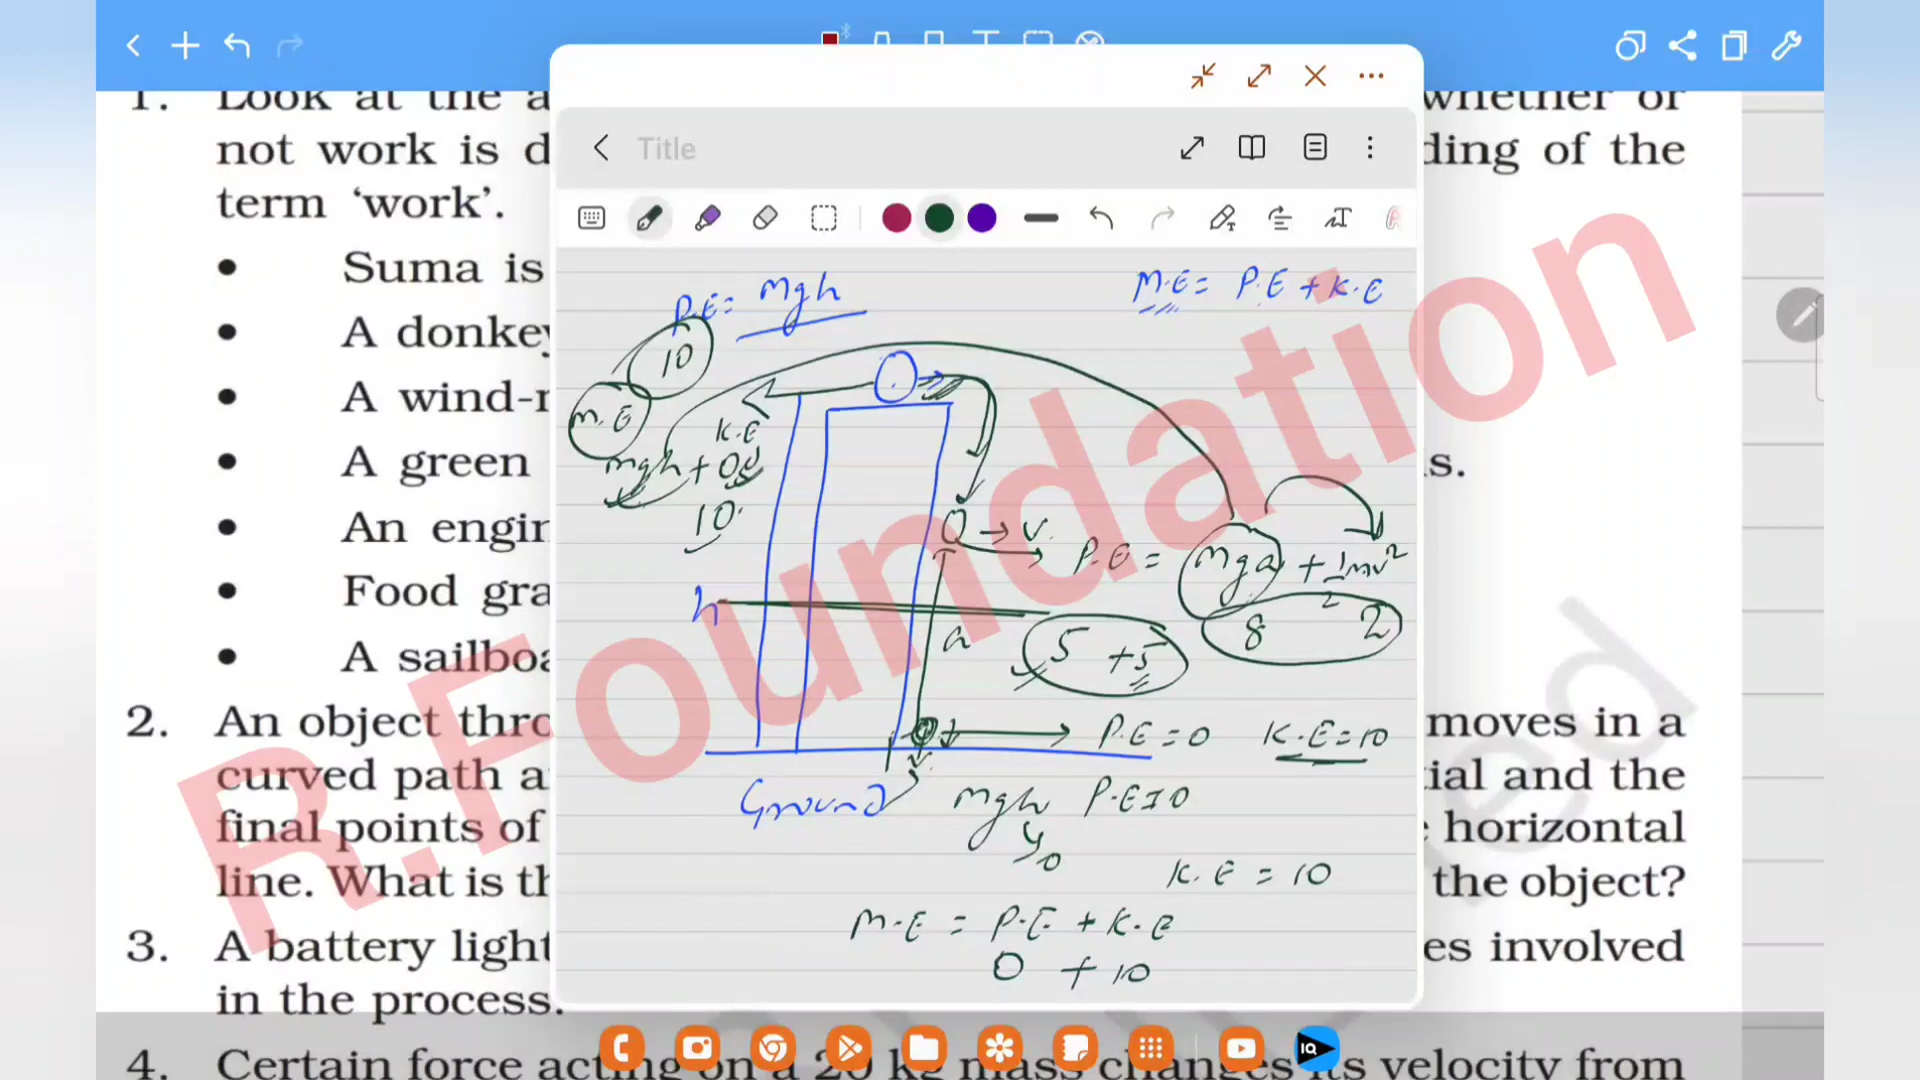 1. Look at the a whether or
not work is d ding of the
term ‘work’.
• Suma is
• A donkey
• A wind-m
• A green s.
• An engin
• Food gra
• A sailboa
2. An object thro moves in a
curved path a ial and the
final points of horizontal
line. What is th the object?
3. A battery light es involved
in the process.
4. Certain force acting on a 20 kg mass changes its velocity from
Title
P.E = mgh
M.E = P.E + K.E
10
M.E
K.E
mgh + 0
10
→ v
P.E = mga + 1/2 mv²
8 2
h
a
5 + 5
P.E = 0 K.E = 10
Ground
mgh P.E = 0
0
K.E = 10
M.E = P.E + K.E
0 + 10
R.Foundation
IQ